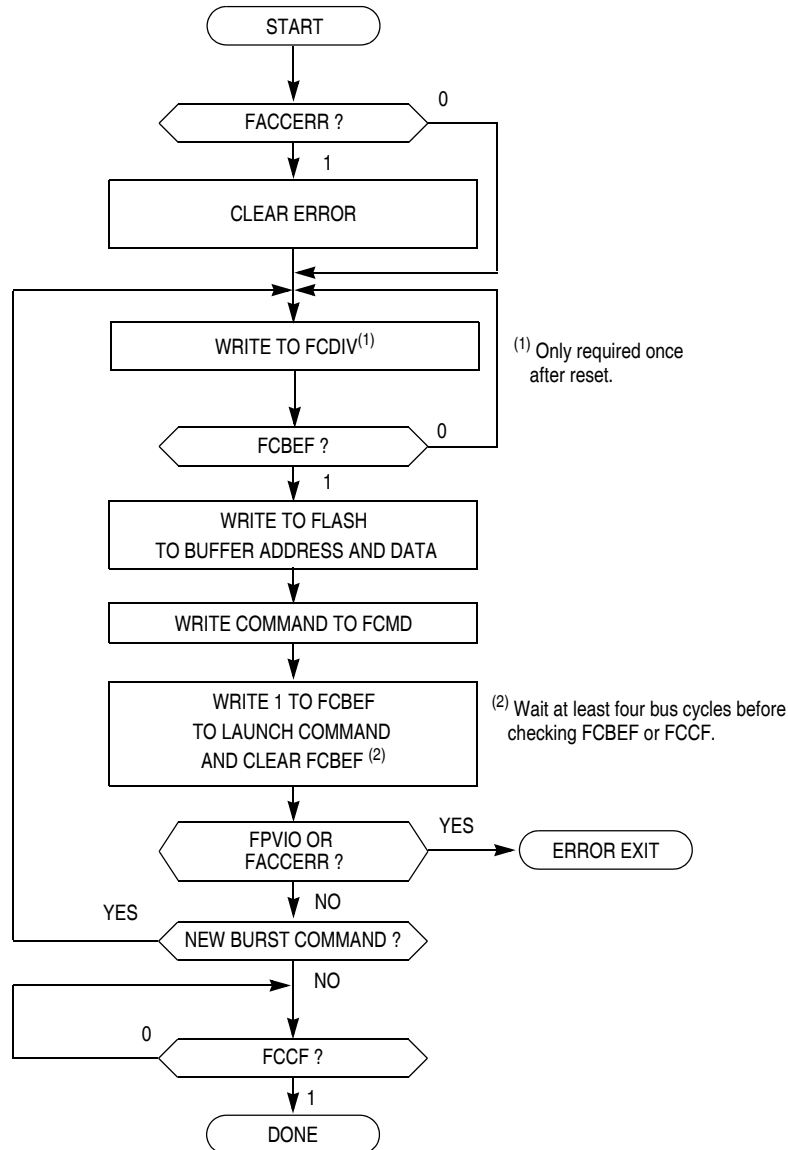 START
FACCERR ?
0
1
CLEAR ERROR
WRITE TO FCDIV(1)
(1) Only required once
after reset.
FCBEF ?
0
1
WRITE TO FLASH
TO BUFFER ADDRESS AND DATA
WRITE COMMAND TO FCMD
WRITE 1 TO FCBEF
TO LAUNCH COMMAND
AND CLEAR FCBEF (2)
(2) Wait at least four bus cycles before
checking FCBEF or FCCF.
FPVIO OR
FACCERR ?
YES
ERROR EXIT
NO
YES
NEW BURST COMMAND ?
NO
0
FCCF ?
1
DONE